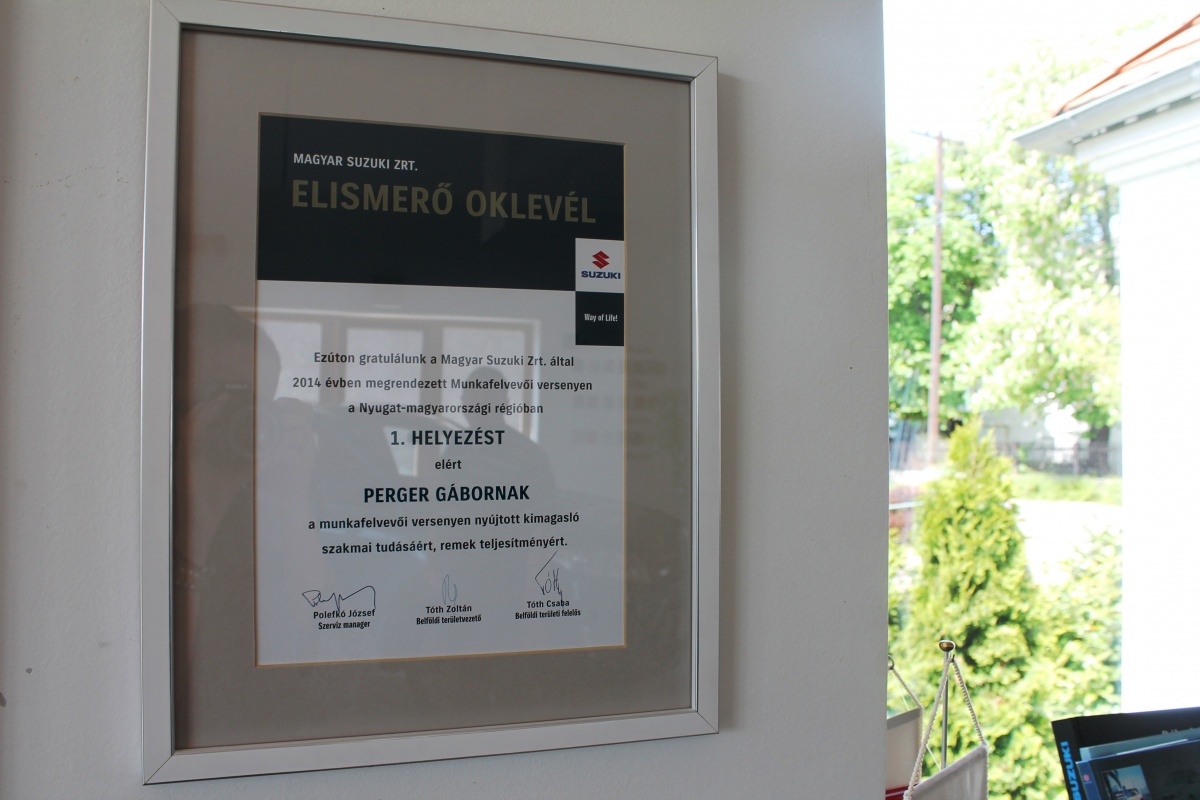 MAGYAR SUZUKI ZRT.
ELISMERŐ OKLEVÉL
SUZUKI
Way of Life!
Ezúton gratulálunk a Magyar Suzuki Zrt. által
2014 évben megrendezett Munkafelvevői versenyen
a Nyugat-magyarországi régióban
1. HELYEZÉST
elért
PERGER GÁBORNAK
a munkafelvevői versenyen nyújtott kimagasló
szakmai tudásáért, remek teljesítményért.
Polefkó József
Szerviz manager
Tóth Zoltán
Belföldi területvezető
Tóth Csaba
Belföldi területi felelős
SUZUKI